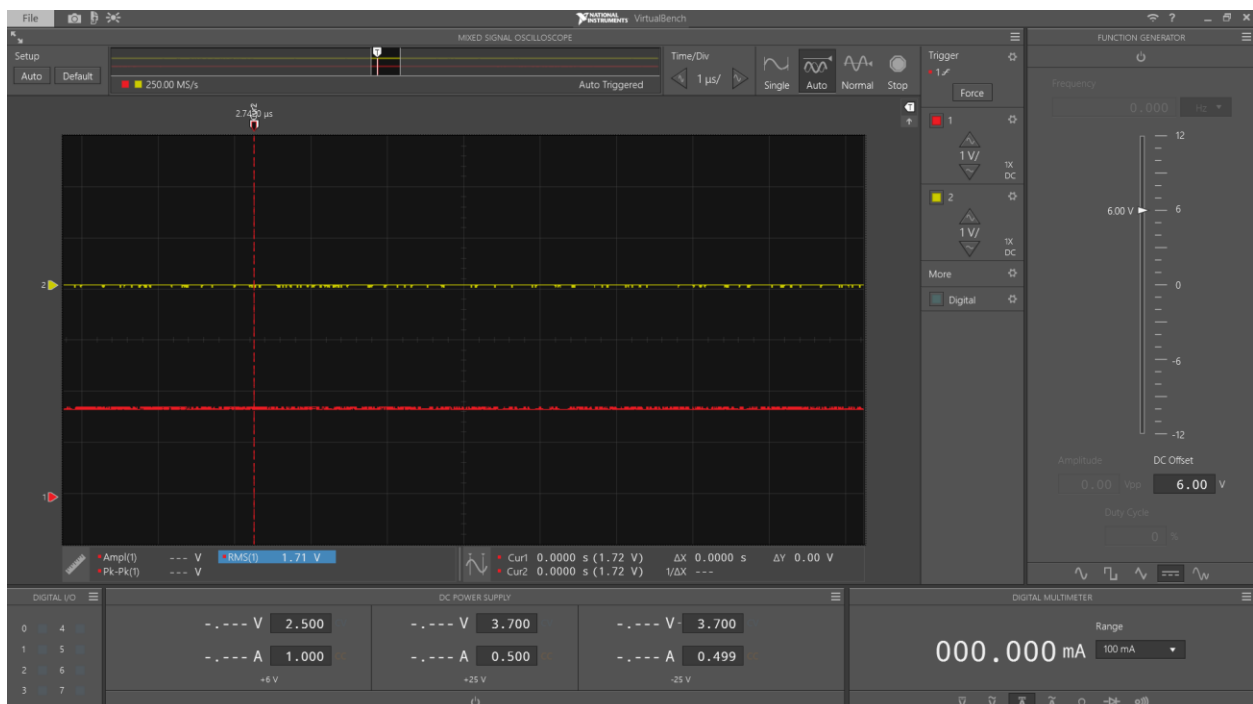 File
NATIONAL INSTRUMENTS VirtualBench
?
MIXED SIGNAL OSCILLOSCOPE
FUNCTION GENERATOR
Setup
Auto Default
250.00 MS/s
Auto Triggered
Time/Div
1 µs/
Single Auto Normal Stop
Trigger
1
Force
T
T
1
1 V/
1X
DC
2
1 V/
1X
DC
More
Digital
2
1
Ampl(1) --- V
RMS(1) 1.71 V
Pk-Pk(1) --- V
Cur1 0.0000 s (1.72 V) ΔX 0.0000 s ΔY 0.00 V
Cur2 0.0000 s (1.72 V) 1/ΔX ---
Frequency
0.000 Hz
12
6.00 V 6
0
-6
-12
Amplitude DC Offset
0.00 Vpp 6.00 V
Duty Cycle
0 %
DIGITAL I/O
0 4
1 5
2 6
3 7
DC POWER SUPPLY
-.--- V 2.500
-.--- A 1.000
+6 V
-.--- V 3.700
-.--- A 0.500
+25 V
-.--- V - 3.700
-.--- A 0.499
-25 V
DIGITAL MULTIMETER
000.000 mA
Range
100 mA